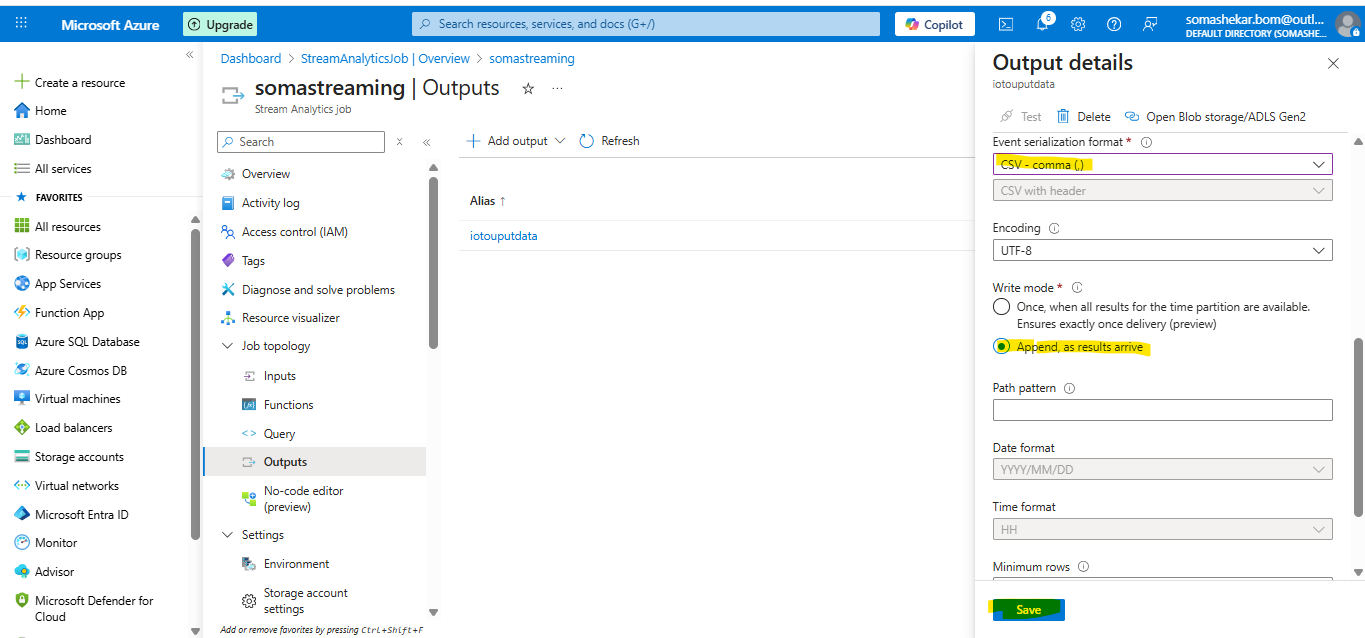 Microsoft Azure
Upgrade
Search resources, services, and docs (G+/)
Copilot
6
somashekar.bom@outl...
DEFAULT DIRECTORY (SOMASHE...
«
Create a resource
Home
Dashboard
All services
FAVORITES
All resources
Resource groups
App Services
Function App
Azure SQL Database
Azure Cosmos DB
Virtual machines
Load balancers
Storage accounts
Virtual networks
Microsoft Entra ID
Monitor
Advisor
Microsoft Defender for
Cloud
Dashboard > StreamAnalyticsJob | Overview > somastreaming
somastreaming | Outputs
...
Stream Analytics job
Search
«
Overview
Activity log
Access control (IAM)
Tags
Diagnose and solve problems
Resource visualizer
Job topology
Inputs
Functions
<> Query
Outputs
No-code editor
(preview)
Settings
Environment
Storage account
settings
Add or remove favorites by pressing Ctrl+Shift+F
Add output
Refresh
Alias ↑
iotouputdata
Output details
iotouputdata
Test
Delete
Open Blob storage/ADLS Gen2
Event serialization format *
CSV - comma (,)
CSV with header
Encoding
UTF-8
Write mode *
Once, when all results for the time partition are available.
Ensures exactly once delivery (preview)
Append, as results arrive
Path pattern
Date format
YYYY/MM/DD
Time format
HH
Minimum rows
Save